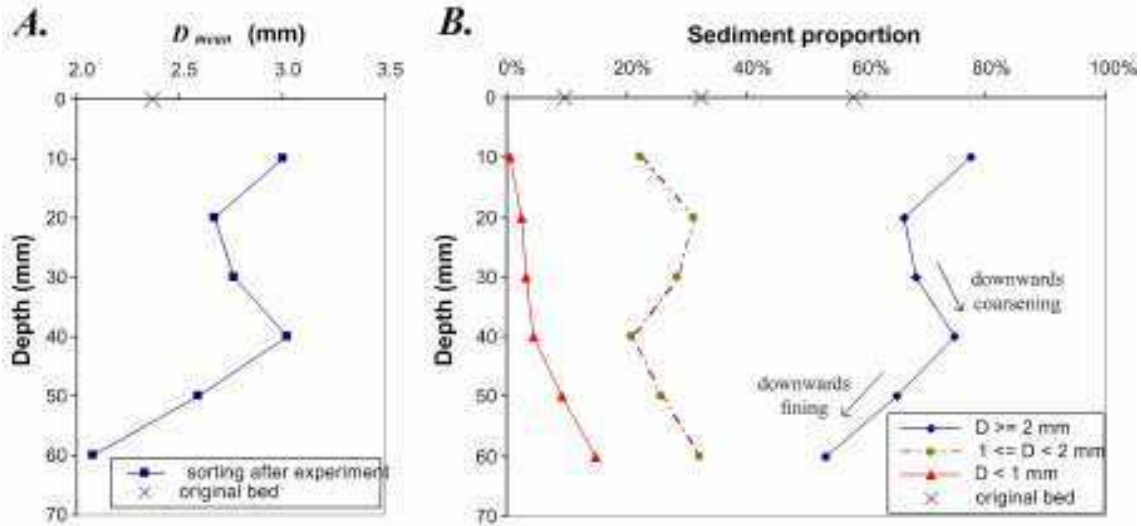 A.
D mean (mm)
2.0 2.5 3.0 3.5
0
10
20
30
40
50
60
70
Depth (mm)
sorting after experiment
original bed
B.
Sediment proportion
0% 20% 40% 60% 80% 100%
0
10
20
30
40
50
60
70
Depth (mm)
downwards
coarsening
downwards
fining
D >= 2 mm
1 <= D < 2 mm
D < 1 mm
original bed